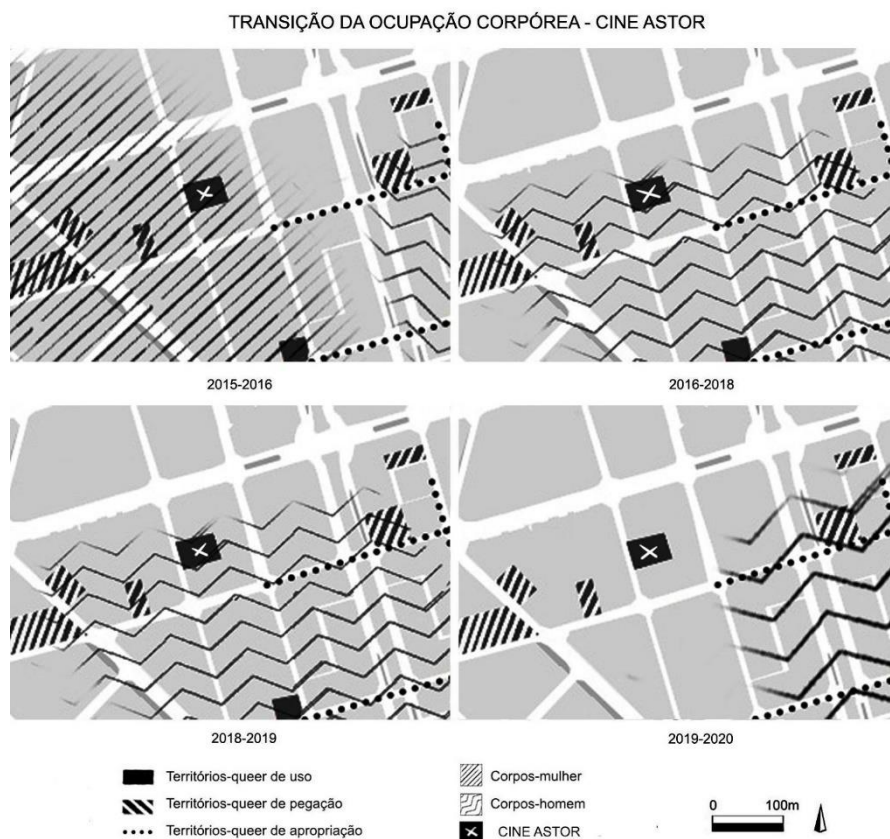 TRANSIÇÃO DA OCUPAÇÃO CORPÓREA - CINE ASTOR
2015-2016
2016-2018
2018-2019
2019-2020
Territórios-queer de uso
Territórios-queer de pegação
Territórios-queer de apropriação
Corpos-mulher
Corpos-homem
CINE ASTOR
0 100m